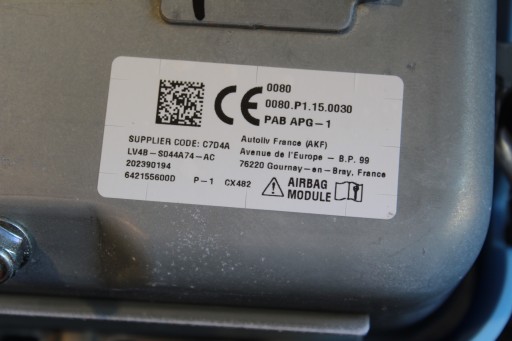 CE 0080
0080.P1.15.0030
PAB APG-1
SUPPLIER CODE: C7D4A
LV4B-S044A74-AC
202390194
642155600D P-1 CX482
Autoliv France (AKF)
Avenue de l'Europe - B.P. 99
76220 Gournay-en-Bray, France
AIRBAG
MODULE